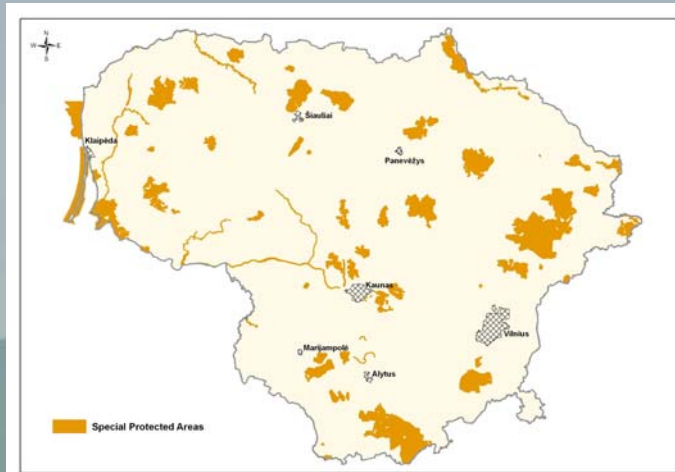 N
W E
S
Klaipėda
Šiauliai
Panevėžys
Kaunas
Vilnius
Marijampolė
Alytus
Special Protected Areas